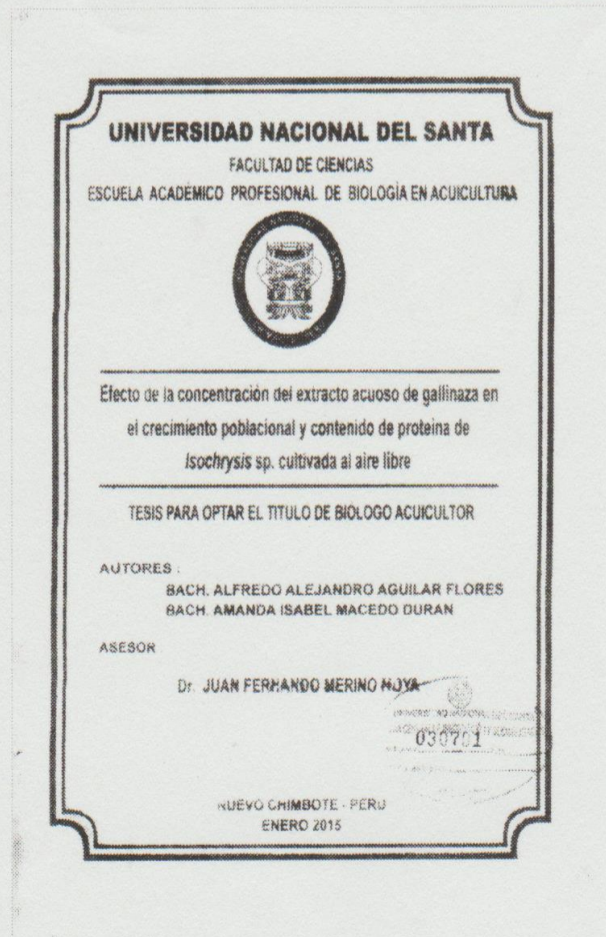 UNIVERSIDAD NACIONAL DEL SANTA
FACULTAD DE CIENCIAS
ESCUELA ACADÉMICO PROFESIONAL DE BIOLOGÍA EN ACUICULTURA
Efecto de la concentración del extracto acuoso de gallinaza en
el crecimiento poblacional y contenido de proteina de
Isochrysis sp. cultivada al aire libre
TESIS PARA OPTAR EL TITULO DE BIÓLOGO ACUICULTOR
AUTORES :
BACH. ALFREDO ALEJANDRO AGUILAR FLORES
BACH. AMANDA ISABEL MACEDO DURAN
ASESOR
Dr. JUAN FERNANDO MERINO MOYA
030701
NUEVO CHIMBOTE - PERU
ENERO 2015